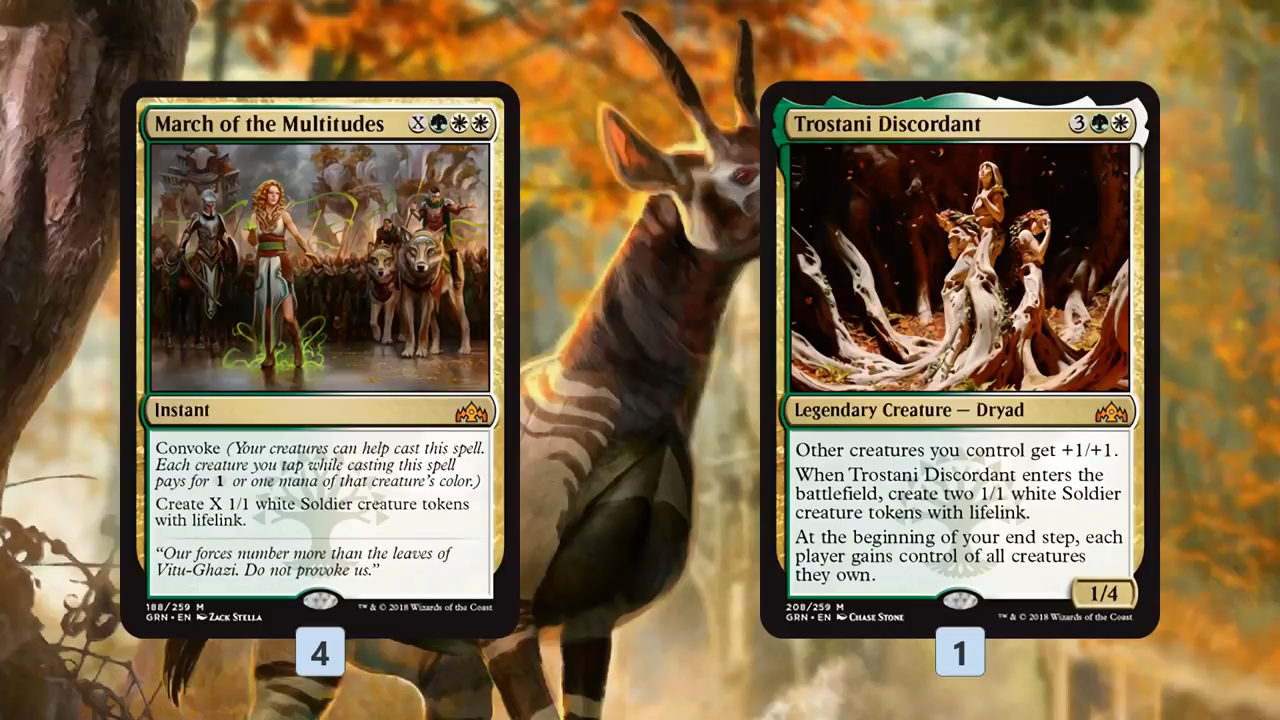 March of the Multitudes X
Instant
Convoke (Your creatures can help cast this spell.
Each creature you tap while casting this spell
pays for 1 or one mana of that creature's color.)
Create X 1/1 white Soldier creature tokens
with lifelink.
“Our forces number more than the leaves of
Vitu-Ghazi. Do not provoke us.”
188/259 M
GRN • EN ZACK STELLA
™ & © 2018 Wizards of the Coast
4
Trostani Discordant 3
Legendary Creature — Dryad
Other creatures you control get +1/+1.
When Trostani Discordant enters the
battlefield, create two 1/1 white Soldier
creature tokens with lifelink.
At the beginning of your end step, each
player gains control of all creatures
they own.
1/4
208/259 M
GRN • EN CHASE STONE
™ & © 2018 Wizards of the Coast
1